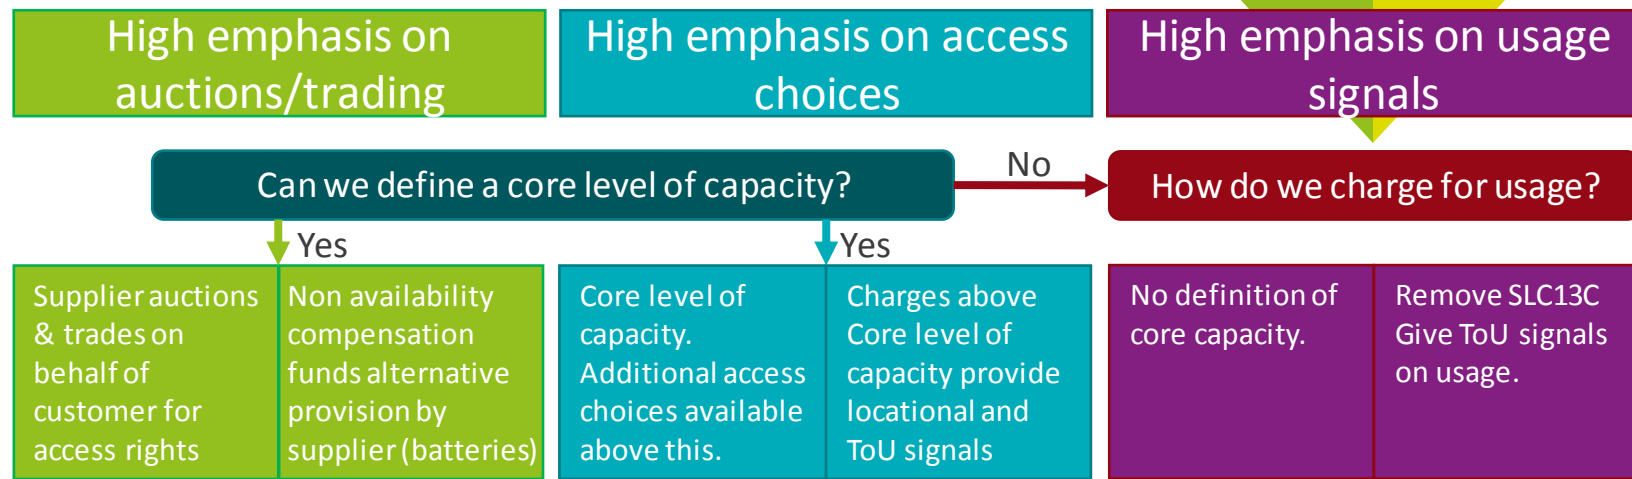 High emphasis on
auctions/trading
High emphasis on access
choices
High emphasis on usage
signals
Can we define a core level of capacity?
No
How do we charge for usage?
Yes
Yes
Supplier auctions
& trades on
behalf of
customer for
access rights
Non availability
compensation
funds alternative
provision by
supplier (batteries)
Core level of
capacity.
Additional access
choices available
above this.
Charges above
Core level of
capacity provide
locational and
ToU signals
No definition of
core capacity.
Remove SLC13C
Give ToU signals
on usage.